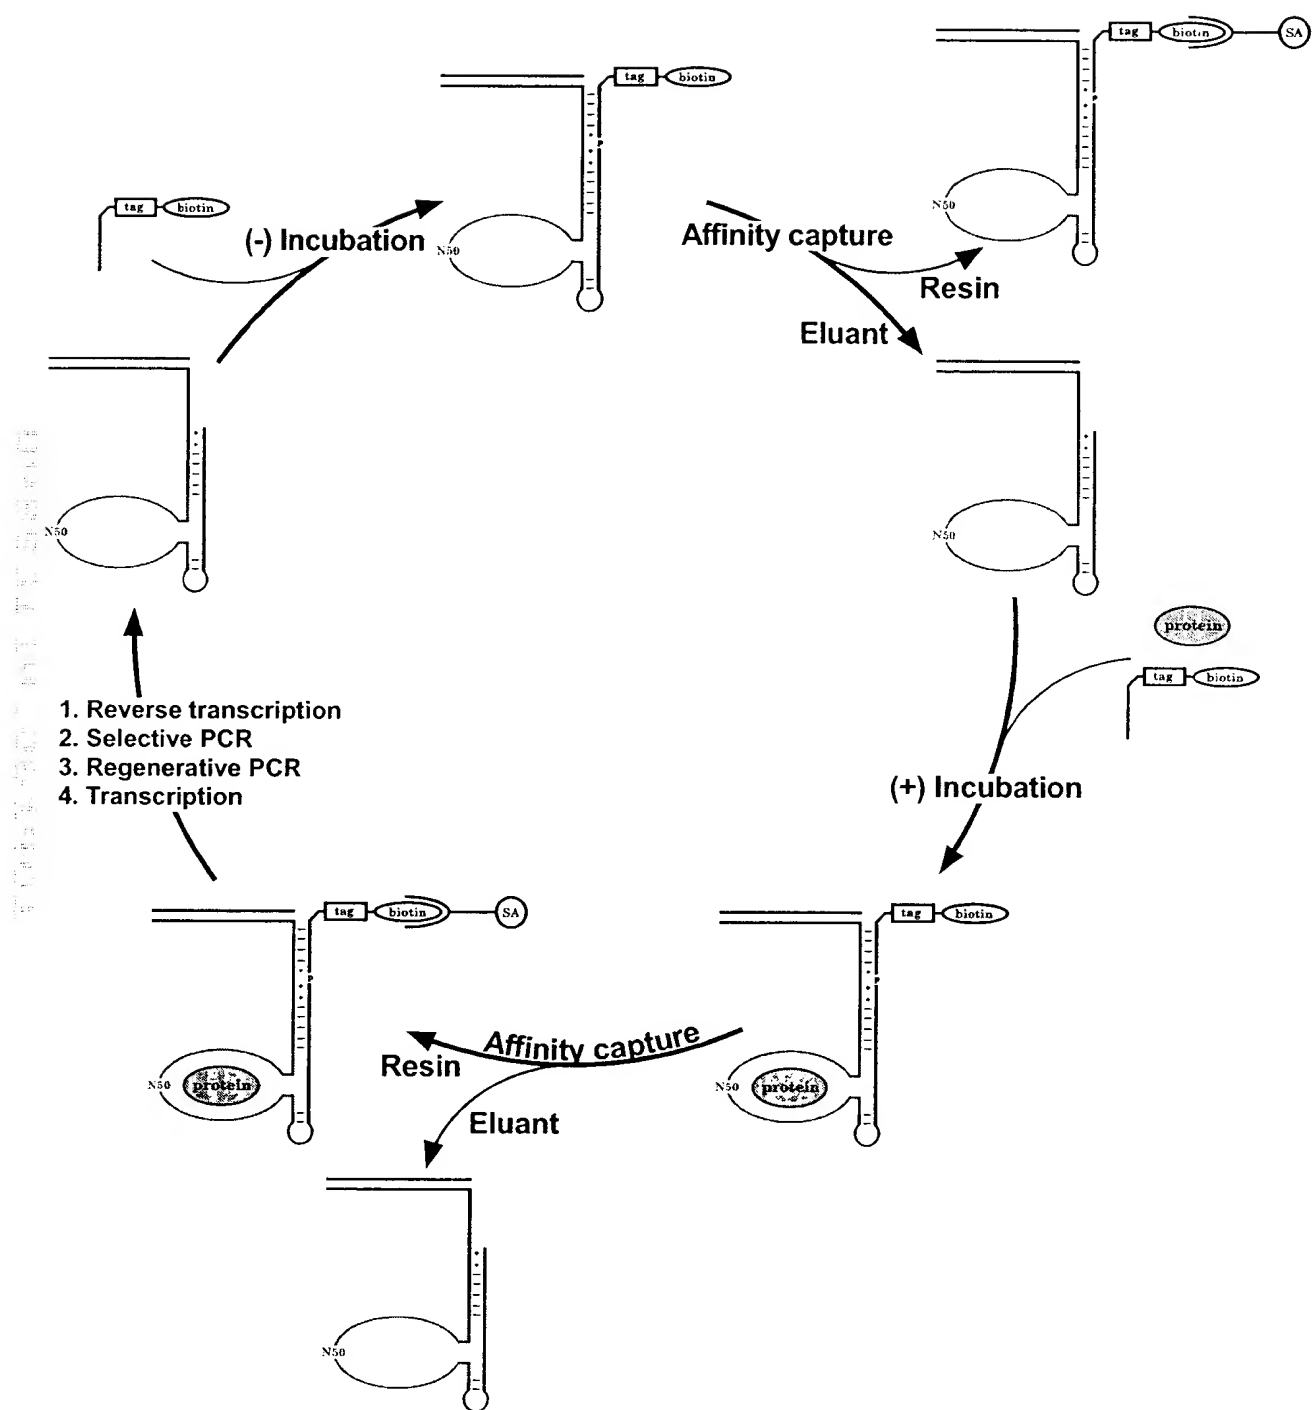 tag biotin SA
tag biotin
P
P
N50
tag biotin
(-) Incubation
N50
Affinity capture
Resin
Eluant
N50
N50
protein
tag biotin
1. Reverse transcription
2. Selective PCR
3. Regenerative PCR
4. Transcription
(+) Incubation
tag biotin SA
tag biotin
P
P
Affinity capture
Resin
N50 protein
N50 protein
Eluant
N50